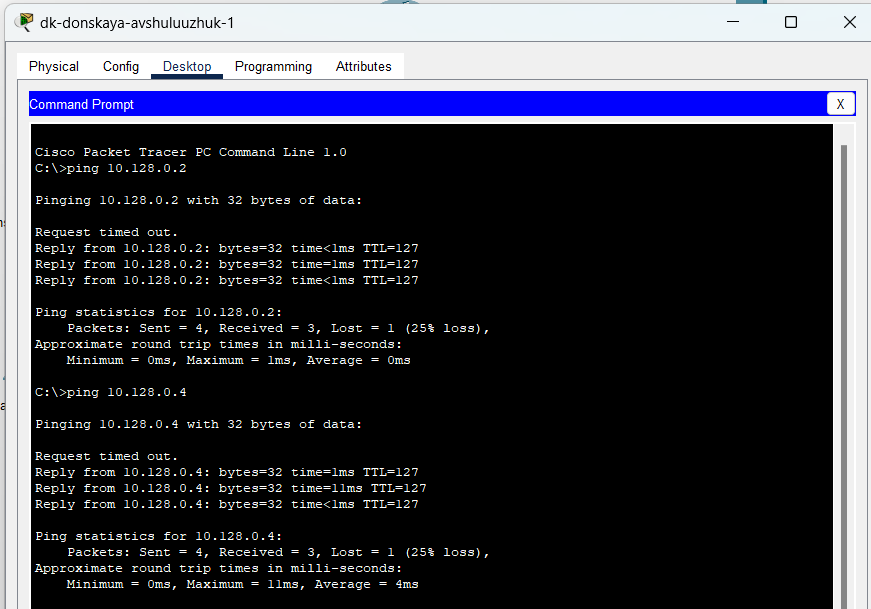 dk-donskaya-avshuluuzhuk-1
Physical Config Desktop Programming Attributes
Command Prompt X
Cisco Packet Tracer PC Command Line 1.0
C:\>ping 10.128.0.2
Pinging 10.128.0.2 with 32 bytes of data:
Request timed out.
Reply from 10.128.0.2: bytes=32 time<1ms TTL=127
Reply from 10.128.0.2: bytes=32 time=1ms TTL=127
Reply from 10.128.0.2: bytes=32 time<1ms TTL=127
Ping statistics for 10.128.0.2:
Packets: Sent = 4, Received = 3, Lost = 1 (25% loss),
Approximate round trip times in milli-seconds:
Minimum = 0ms, Maximum = 1ms, Average = 0ms
C:\>ping 10.128.0.4
Pinging 10.128.0.4 with 32 bytes of data:
Request timed out.
Reply from 10.128.0.4: bytes=32 time=1ms TTL=127
Reply from 10.128.0.4: bytes=32 time=11ms TTL=127
Reply from 10.128.0.4: bytes=32 time<1ms TTL=127
Ping statistics for 10.128.0.4:
Packets: Sent = 4, Received = 3, Lost = 1 (25% loss),
Approximate round trip times in milli-seconds:
Minimum = 0ms, Maximum = 11ms, Average = 4ms